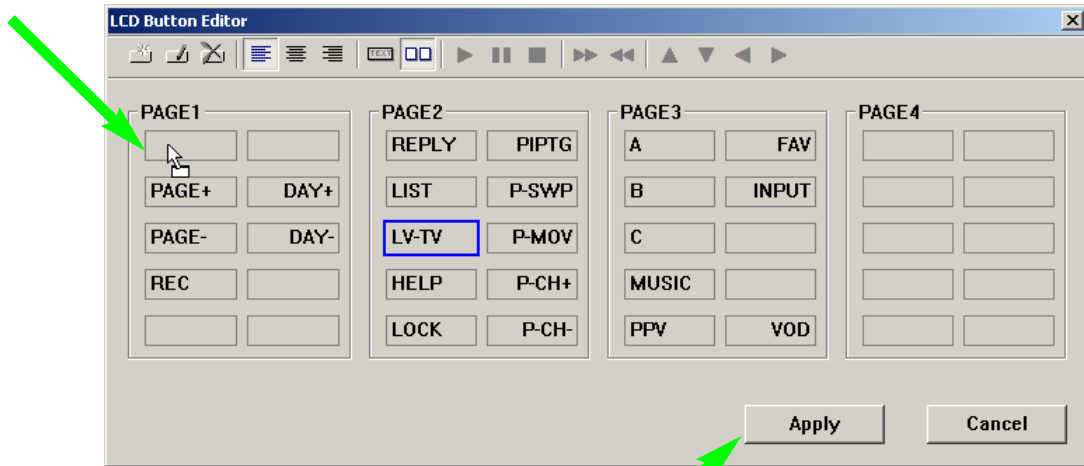 LCD Button Editor
TEXT
PAGE1 PAGE2 PAGE3 PAGE4
REPLY PIPTG A FAV
PAGE+ DAY+ LIST P-SWP B INPUT
PAGE- DAY- LV-TV P-MOV C
REC HELP P-CH+ MUSIC
LOCK P-CH- PPV VOD
Apply Cancel